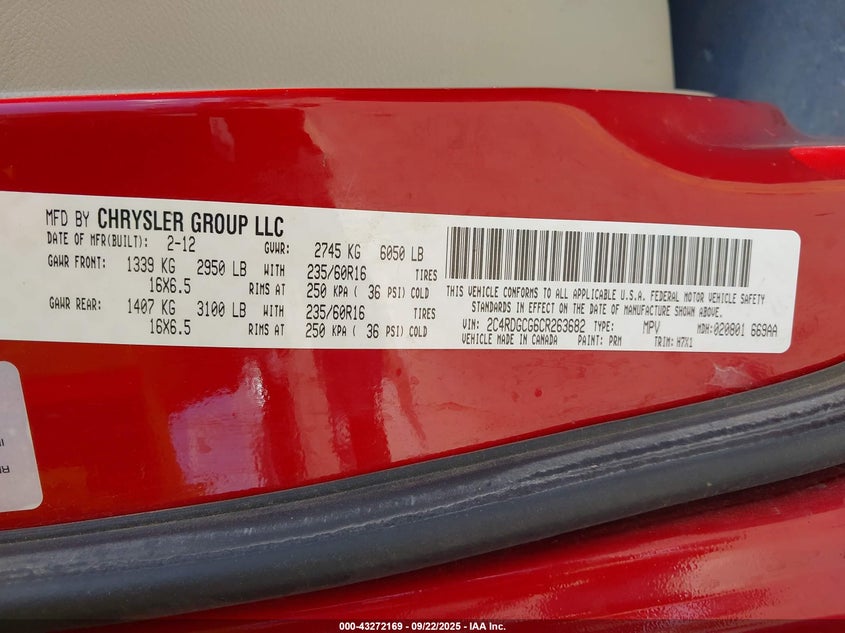 MFD BY CHRYSLER GROUP LLC
DATE OF MFR(BUILT): 2-12 GVWR: 2745 KG 6050 LB
GAWR FRONT: 1339 KG 2950 LB WITH 235/60R16 TIRES
16X6.5 RIMS AT 250 KPA ( 36 PSI) COLD
GAWR REAR: 1407 KG 3100 LB WITH 235/60R16 TIRES
16X6.5 RIMS AT 250 KPA ( 36 PSI) COLD
THIS VEHICLE CONFORMS TO ALL APPLICABLE U.S.A. FEDERAL MOTOR VEHICLE SAFETY
STANDARDS IN EFFECT ON THE DATE OF MANUFACTURE SHOWN ABOVE.
VIN: 2C4RDGCG6CR263682 TYPE: MPV MDH:020801 669AA
VEHICLE MADE IN CANADA PAINT: PRM TRIM: H7X1
000-43272169 - 09/22/2025 - IAA Inc.